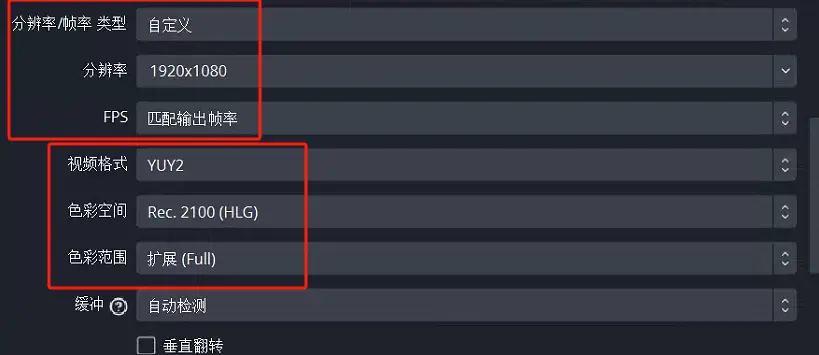 分辨率/帧率 类型 自定义
分辨率 1920x1080
FPS 匹配输出帧率
视频格式 YUY2
色彩空间 Rec. 2100 (HLG)
色彩范围 扩展 (Full)
缓冲 ? 自动检测
垂直翻转